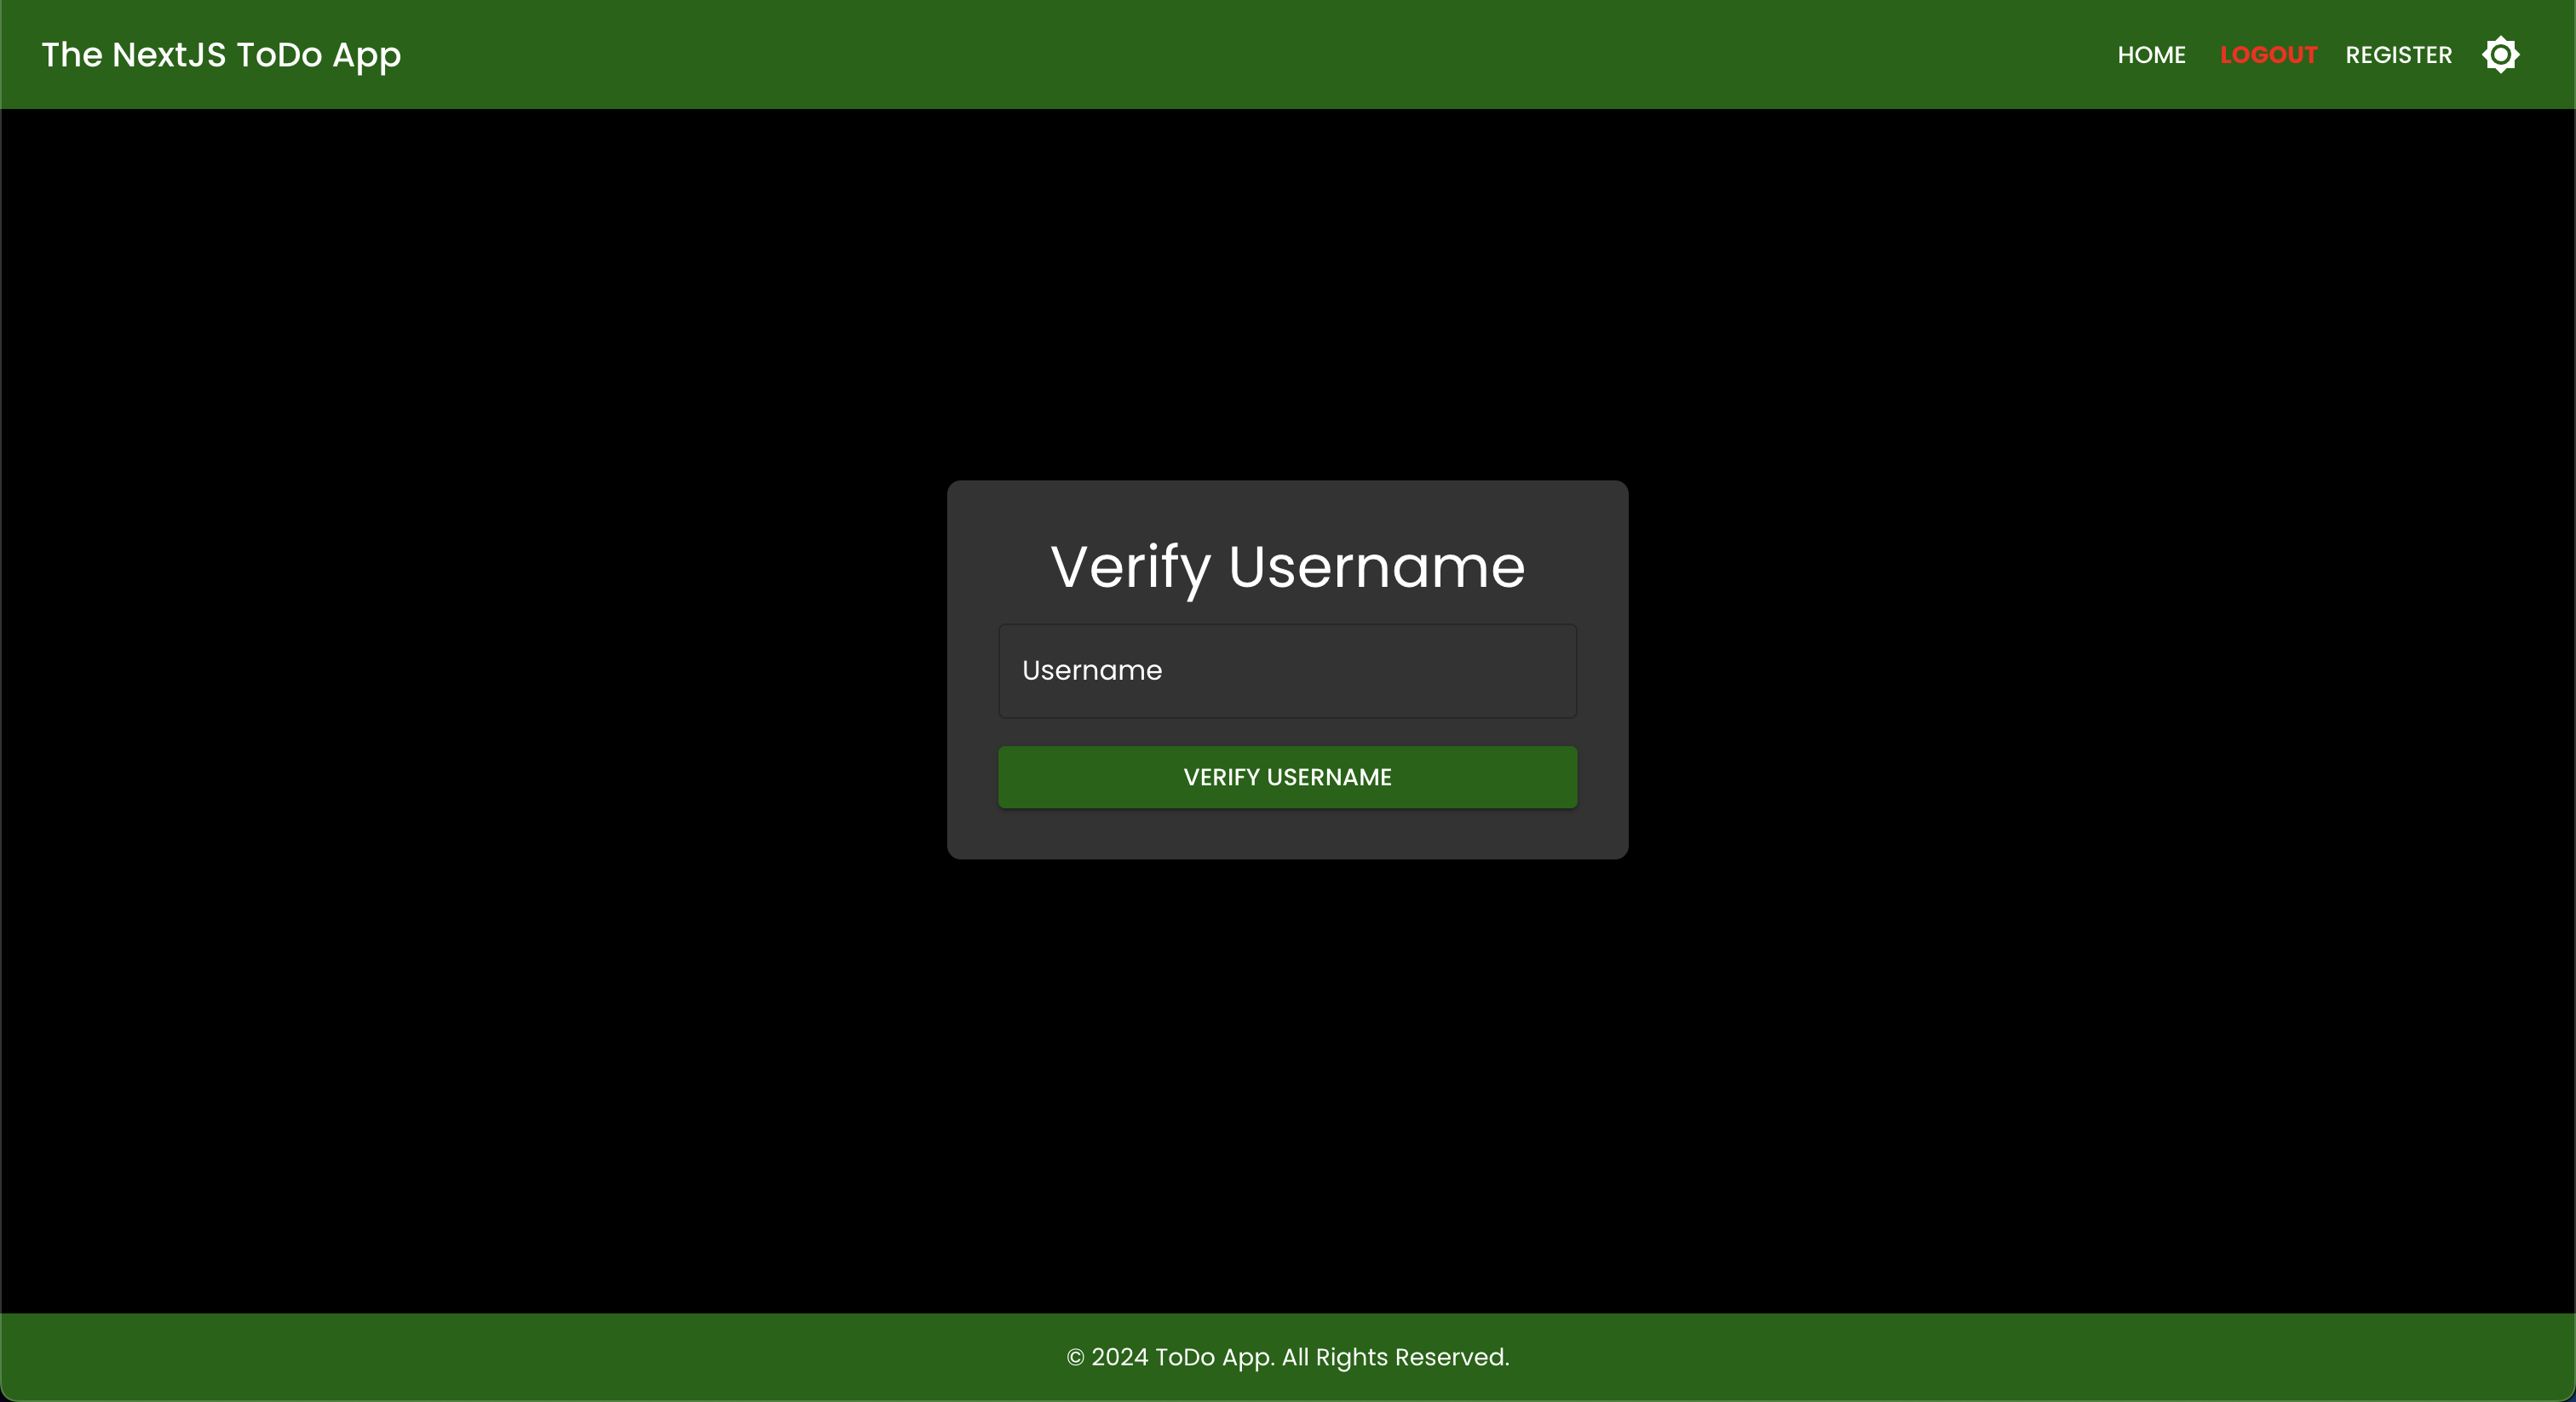 The NextJS ToDo App
HOME LOGOUT REGISTER
Verify Username
Username
VERIFY USERNAME
© 2024 ToDo App. All Rights Reserved.